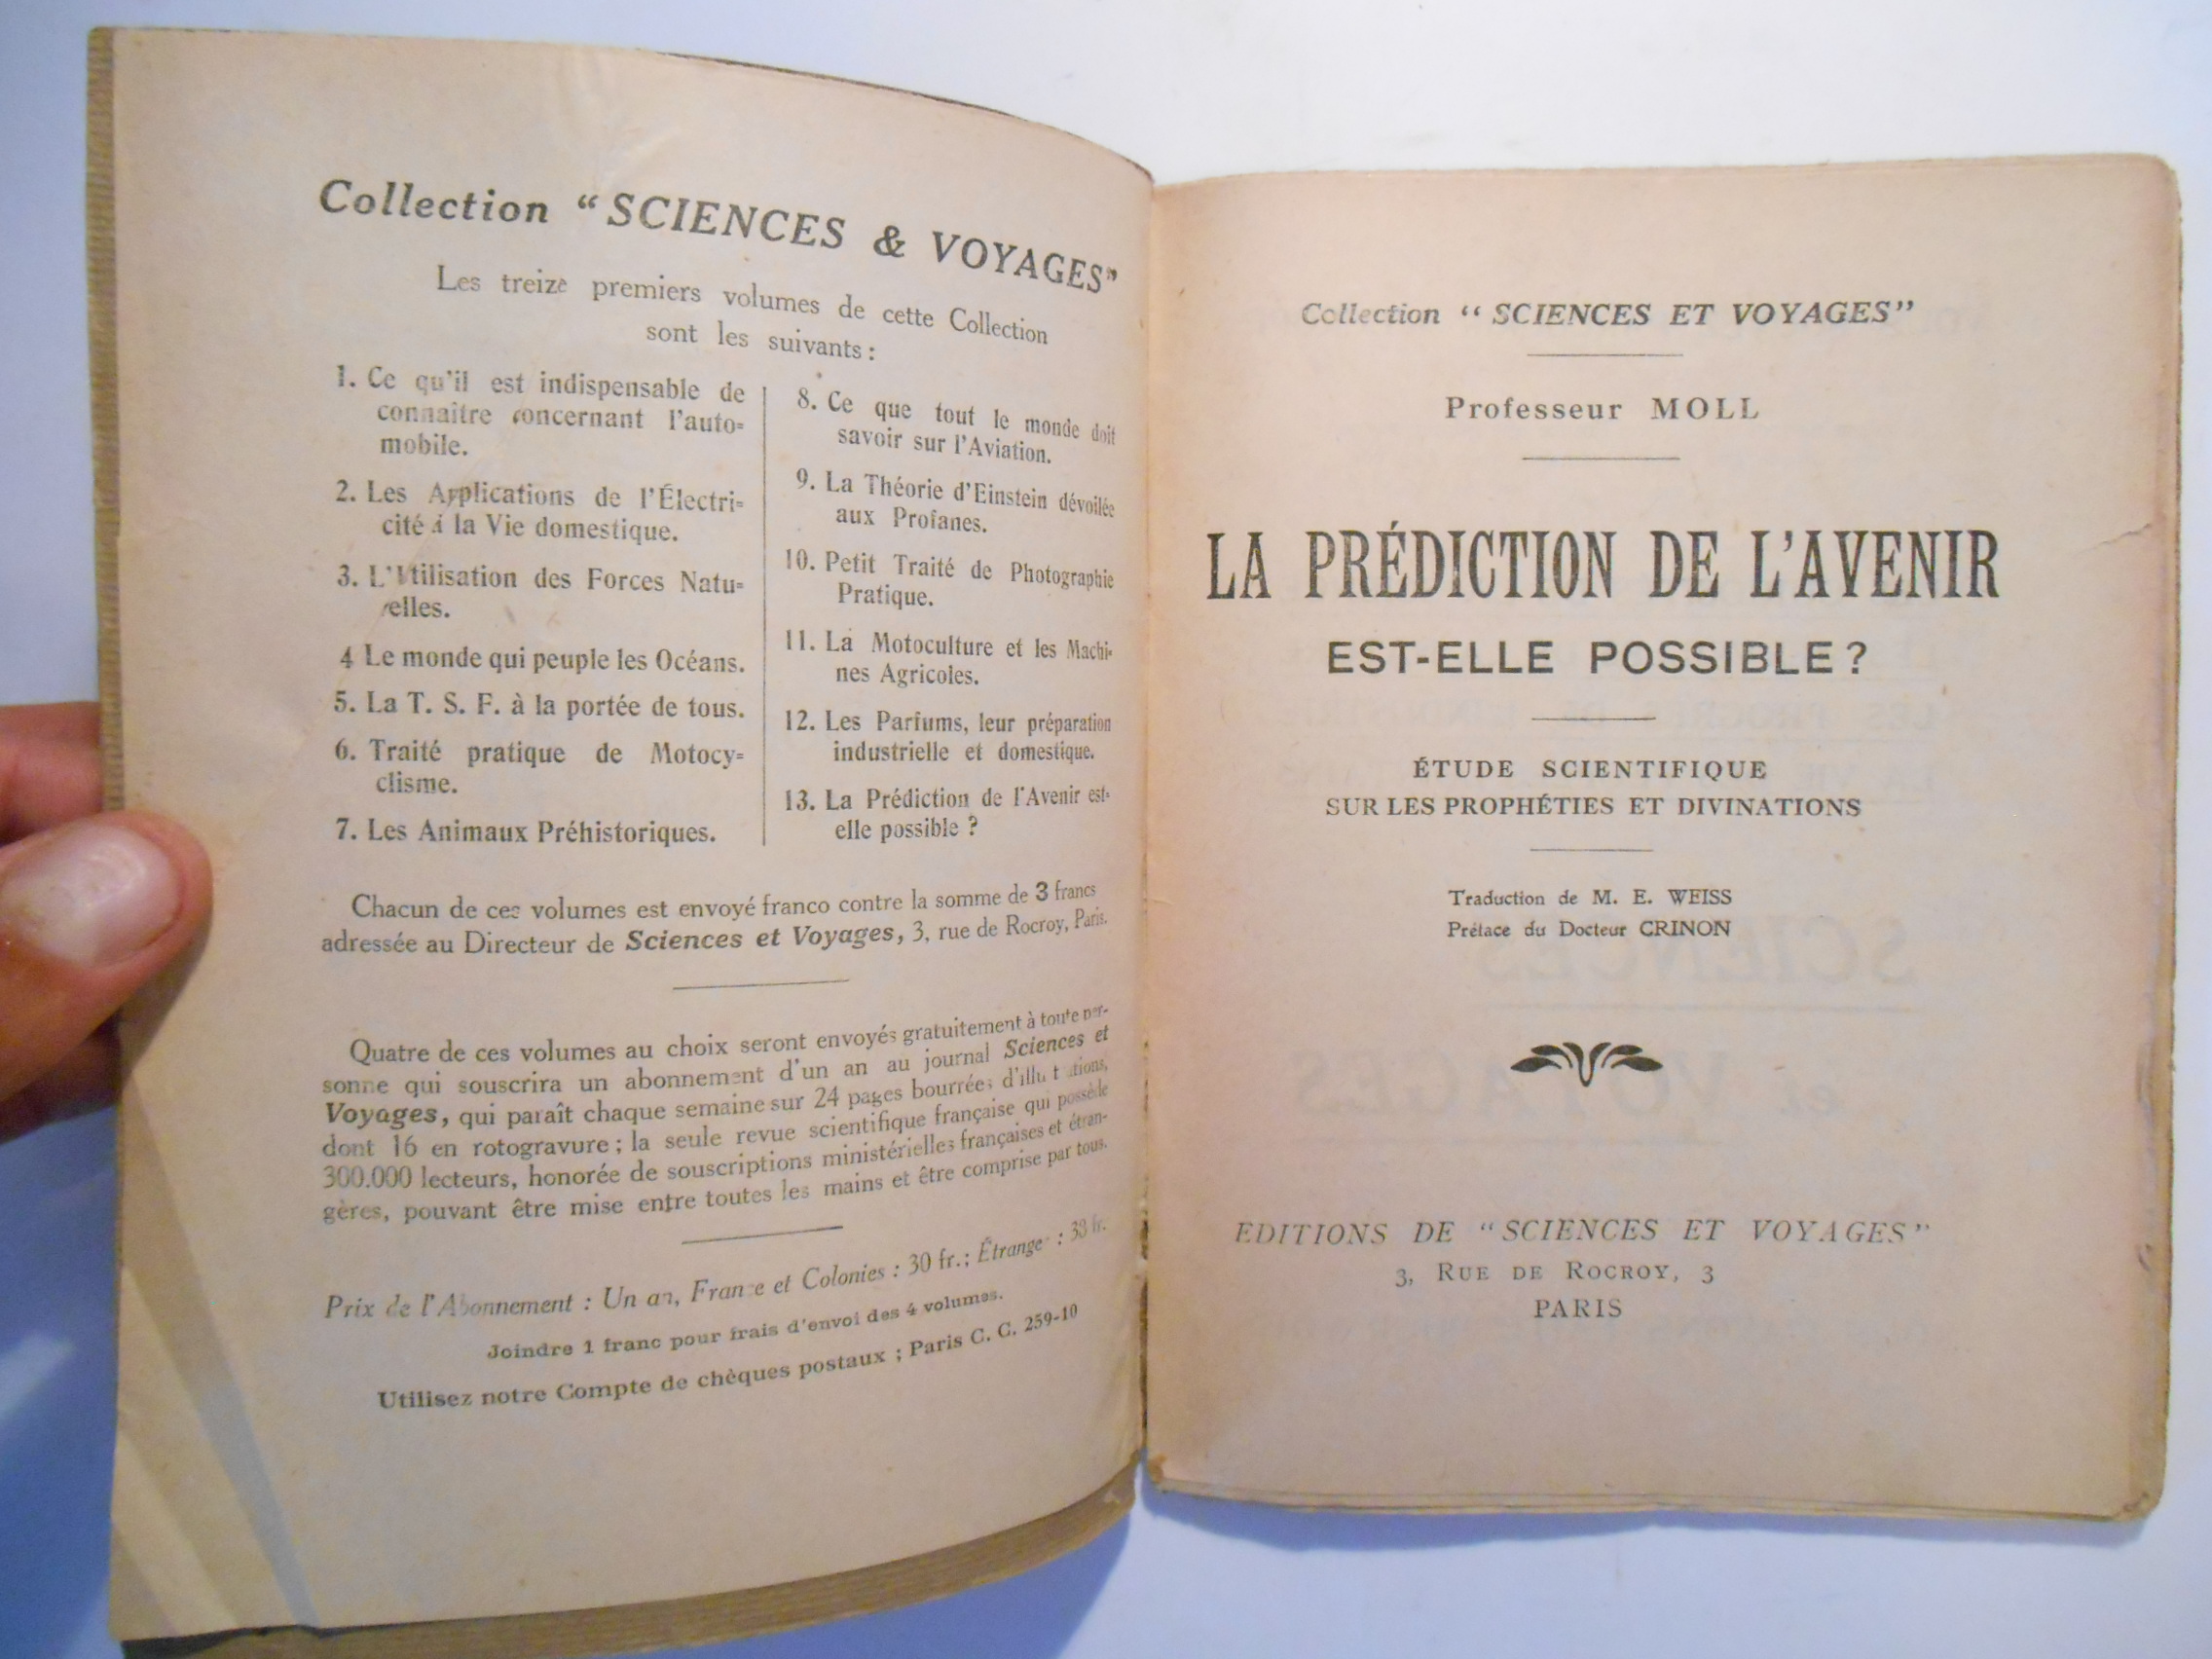 Collection “SCIENCES & VOYAGES”
Les treize premiers volumes de cette Collection
sont les suivants :
1. Ce qu'il est indispensable de
connaître concernant l'auto=
mobile.
2. Les Applications de l'Électri=
cité à la Vie domestique.
3. L'Utilisation des Forces Natu=
relles.
4 Le monde qui peuple les Océans.
5. La T. S. F. à la portée de tous.
6. Traité pratique de Motocy=
clisme.
7. Les Animaux Préhistoriques.
8. Ce que tout le monde doit
savoir sur l'Aviation.
9. La Théorie d'Einstein dévoilée
aux Profanes.
10. Petit Traité de Photographie
Pratique.
11. La Motoculture et les Machi-
nes Agricoles.
12. Les Parfums, leur préparation
industrielle et domestique.
13. La Prédiction de l'Avenir est-
elle possible ?
Chacun de ces volumes est envoyé franco contre la somme de 3 francs
adressée au Directeur de Sciences et Voyages, 3, rue de Rocroy, Paris.
Quatre de ces volumes au choix seront envoyés gratuitement à toute per-
sonne qui souscrira un abonnement d'un an au journal Sciences et
Voyages, qui paraît chaque semaine sur 24 pages bourrées d'illustrations,
dont 16 en rotogravure ; la seule revue scientifique française qui possède
300.000 lecteurs, honorée de souscriptions ministérielles françaises et étran-
gères, pouvant être mise entre toutes les mains et être comprise par tous.
Prix de l'Abonnement : Un an, France et Colonies : 30 fr. ; Étranger : 38 fr.
Joindre 1 franc pour frais d'envoi des 4 volumes.
Utilisez notre Compte de chèques postaux ; Paris C. C. 259-10
Collection “ SCIENCES ET VOYAGES”
Professeur MOLL
LA PRÉDICTION DE L'AVENIR
EST-ELLE POSSIBLE ?
ÉTUDE SCIENTIFIQUE
SUR LES PROPHÉTIES ET DIVINATIONS
Traduction de M. E. WEISS
Préface du Docteur CRINON
EDITIONS DE “SCIENCES ET VOYAGES”
3, RUE DE ROCROY, 3
PARIS